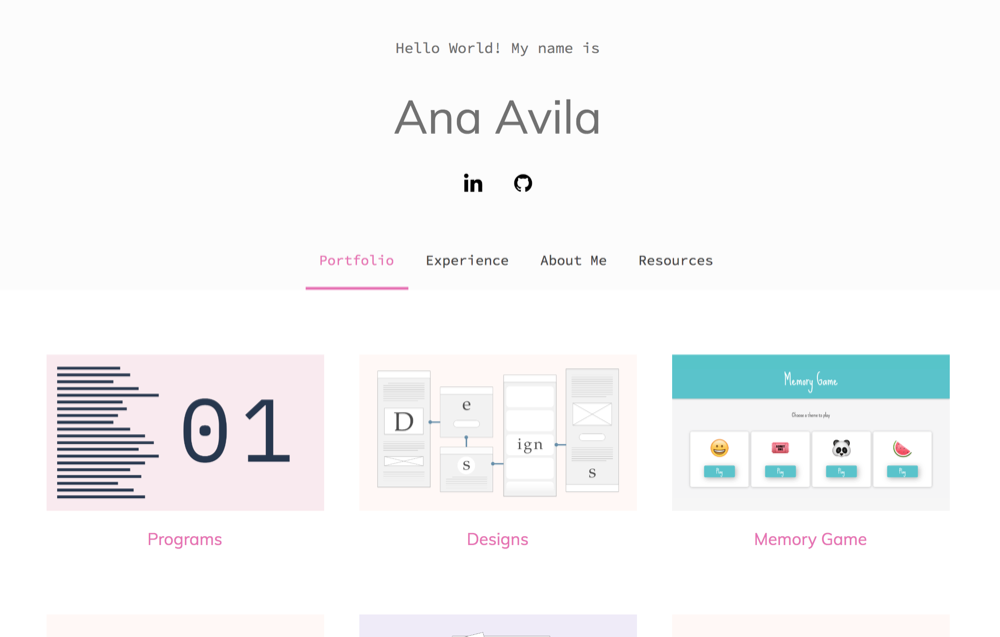 Hello World! My name is
Ana Avila
in
Portfolio Experience About Me Resources
01
D
e
s
ign
s
Memory Game
Choose a theme to play
Play Play Play Play
Programs Designs Memory Game